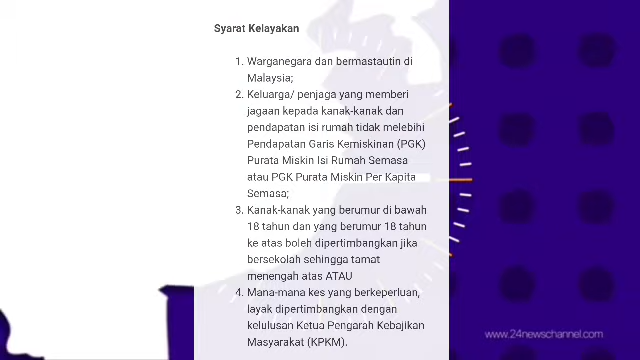 Syarat Kelayakan
1. Warganegara dan bermastautin di
Malaysia;
2. Keluarga/ penjaga yang memberi
jagaan kepada kanak-kanak dan
pendapatan isi rumah tidak melebihi
Pendapatan Garis Kemiskinan (PGK)
Purata Miskin Isi Rumah Semasa
atau PGK Purata Miskin Per Kapita
Semasa;
3. Kanak-kanak yang berumur di bawah
18 tahun dan yang berumur 18 tahun
ke atas boleh dipertimbangkan jika
bersekolah sehingga tamat
menengah atas ATAU
4. Mana-mana kes yang berkeperluan,
layak dipertimbangkan dengan
kelulusan Ketua Pengarah Kebajikan
Masyarakat (KPKM).
www.24newschannel.com